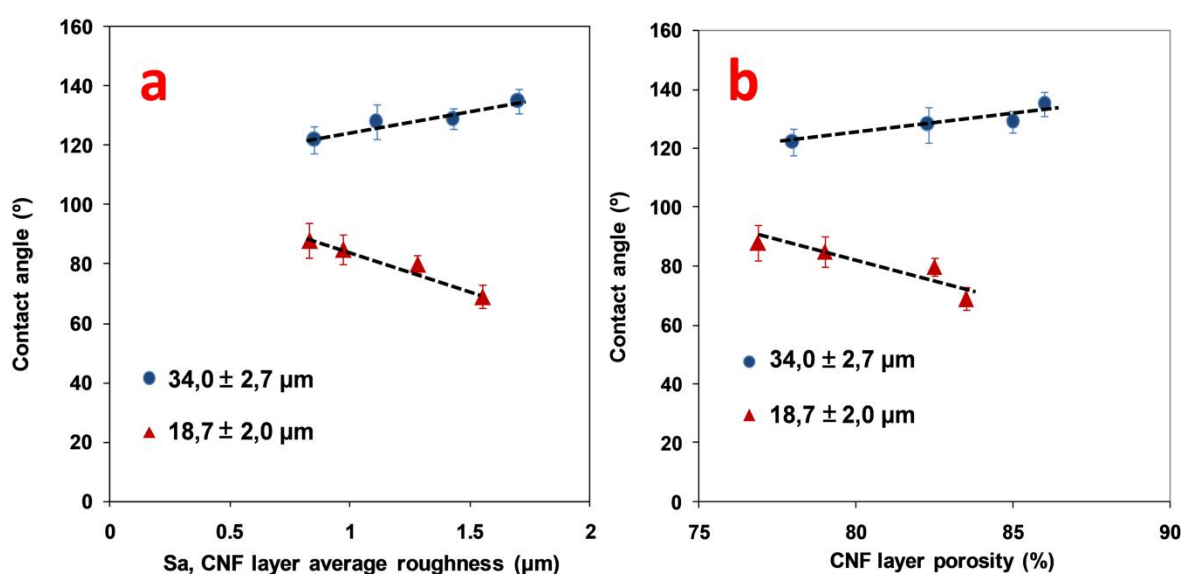 a
Contact angle (º)
160
140
120
100
80
60
40
20
0
34,0 ± 2,7 µm
18,7 ± 2,0 µm
0
0.5
1
1.5
2
Sa, CNF layer average roughness (µm)
b
Contact angle (º)
160
140
120
100
80
60
40
20
0
34,0 ± 2,7 µm
18,7 ± 2,0 µm
75
80
85
90
CNF layer porosity (%)